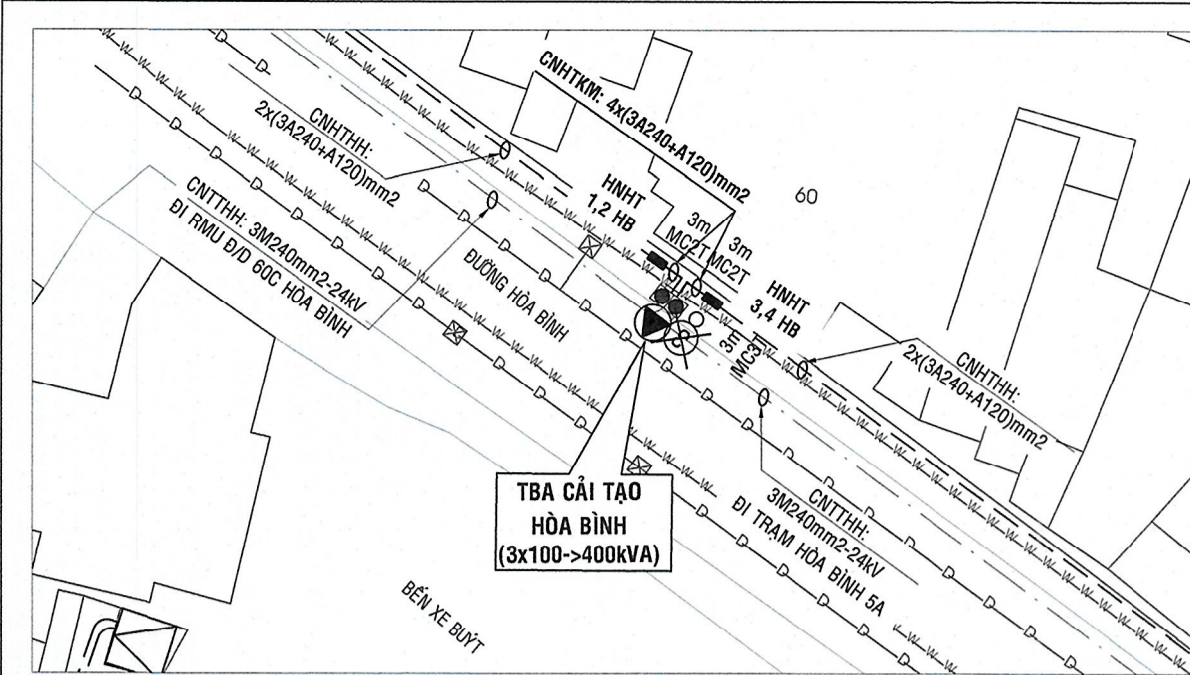 CNHTKM: 4x(3A240+A120)mm2
CNHTHH:
2x(3A240+A120)mm2
CNTTHH: 3M240mm2-24kV
ĐI RMU Đ/D 60C HÒA BÌNH
HNHT
1,2 HB
3m
MC2T
3m
MC2T
60
HNHT
3,4 HB
ĐƯỜNG HÒA BÌNH
3m
CNHTHH:
2x(3A240+A120)mm2
TBA CẢI TẠO
HÒA BÌNH
(3x100->400kVA)
CNTTHH:
3M240mm2-24kV
ĐI TRẠM HÒA BÌNH 5A
BẾN XE BUÝT